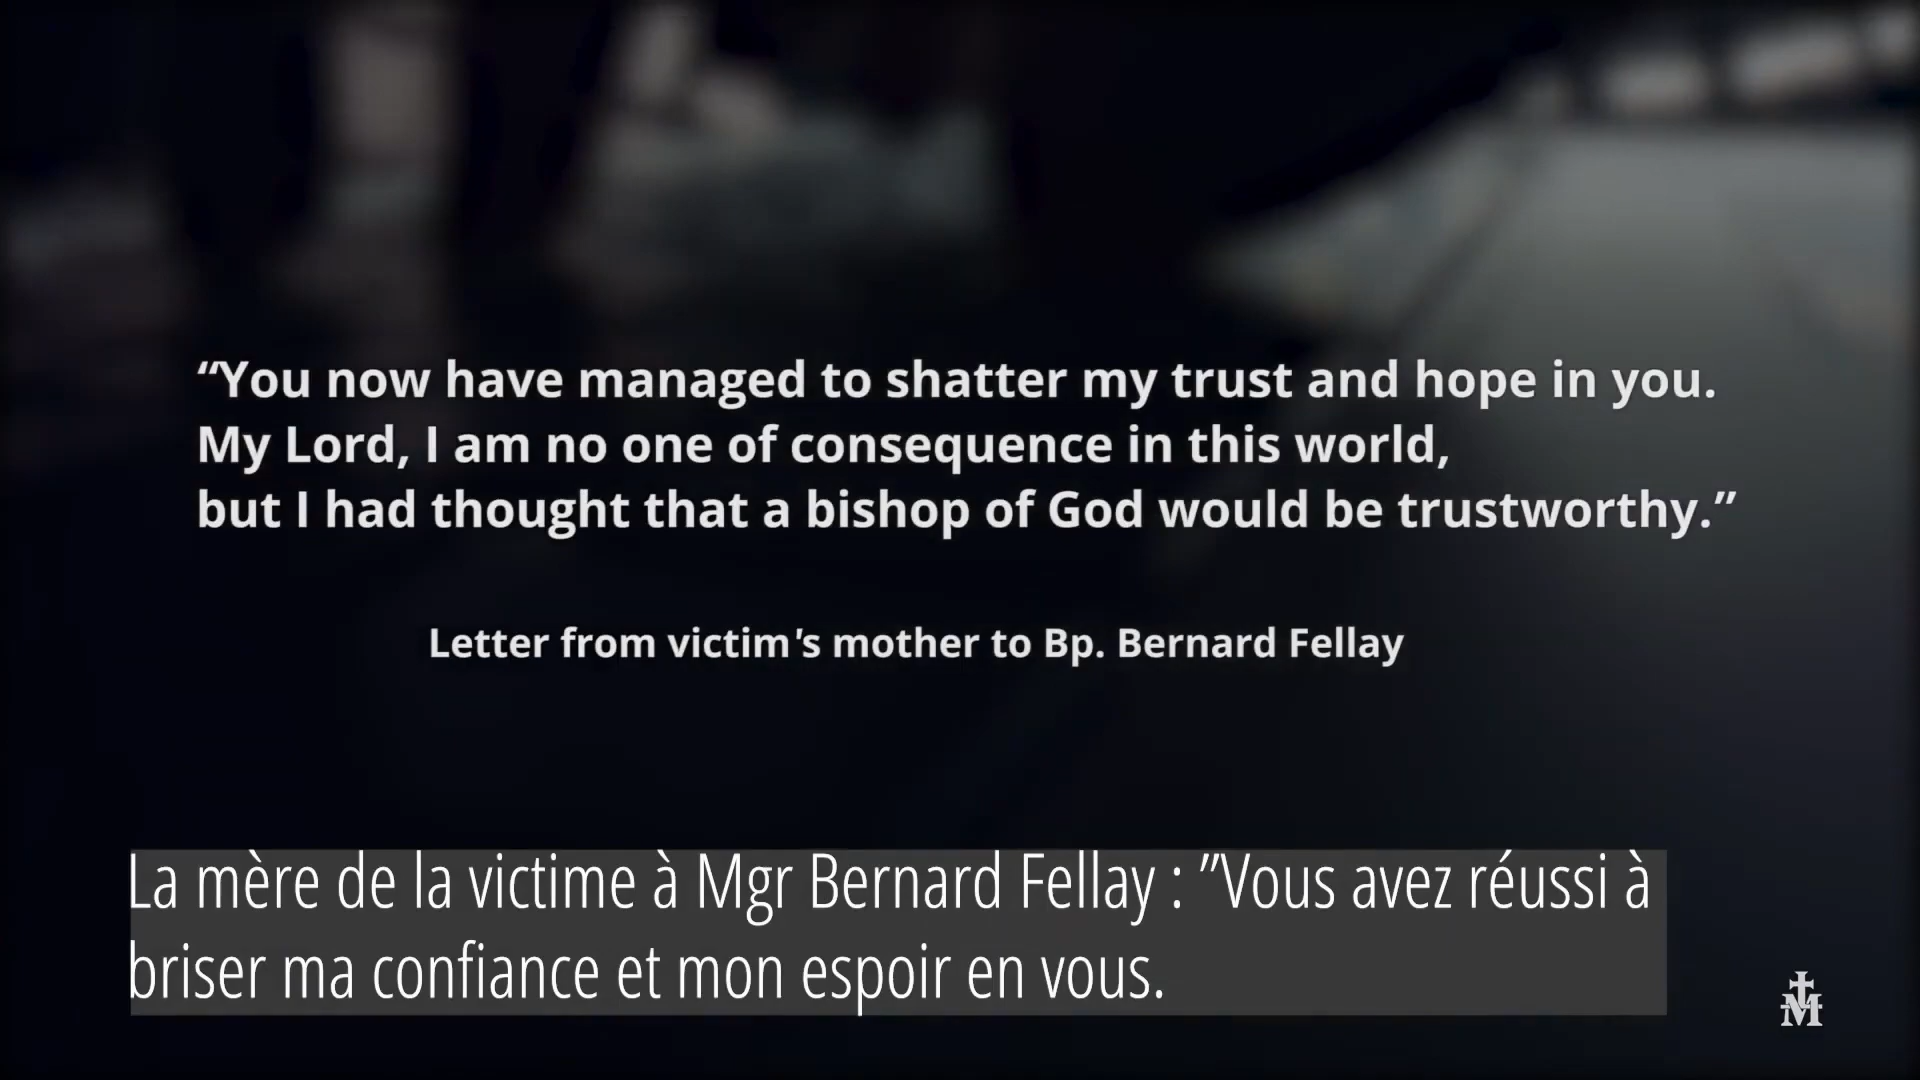 “You now have managed to shatter my trust and hope in you.
My Lord, I am no one of consequence in this world,
but I had thought that a bishop of God would be trustworthy.”
Letter from victim's mother to Bp. Bernard Fellay
La mère de la victime à Mgr Bernard Fellay : ”Vous avez réussi à
briser ma confiance et mon espoir en vous.